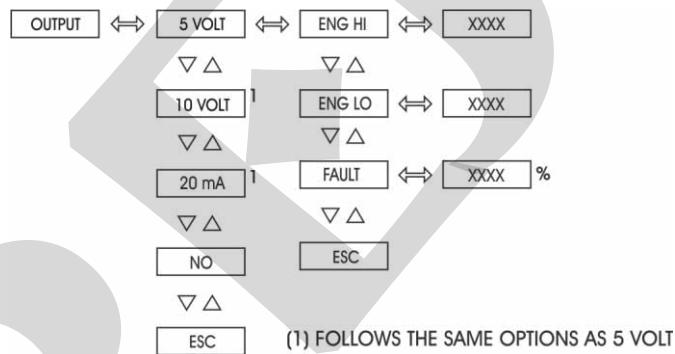 OUTPUT 5 VOLT ENG HI XXXX
10 VOLT 1 ENG LO XXXX
20 mA 1 FAULT XXXX %
NO ESC
ESC (1) FOLLOWS THE SAME OPTIONS AS 5 VOLT